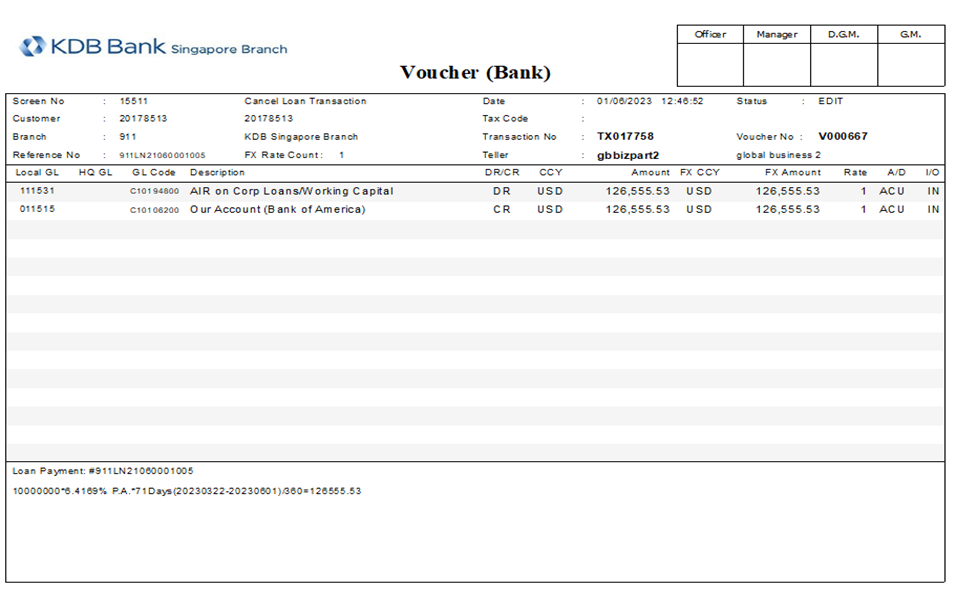 KDB Bank Singapore Branch
Officer Manager D.G.M. G.M.
Voucher (Bank)
Screen No : 15511 Cancel Loan Transaction Date : 01/06/2023 12:46:52 Status : EDIT
Customer : 20178513 20178513 Tax Code :
Branch : 911 KDB Singapore Branch Transaction No : TX017758 Voucher No : V000667
Reference No : 911LN21060001005 FX Rate Count : 1 Teller : gbbizpart2 global business 2
Local GL HQ GL GL Code Description DR/CR CCY Amount FX CCY FX Amount Rate A/D I/O
111531 C10194800 AIR on Corp Loans/Working Capital DR USD 126,555.53 USD 126,555.53 1 ACU IN
011515 C10106200 Our Account (Bank of America) CR USD 126,555.53 USD 126,555.53 1 ACU IN
Loan Payment: #911LN21060001005
10000000*6.4169% P.A.*71Days(20230322-20230601)/360=126555.53